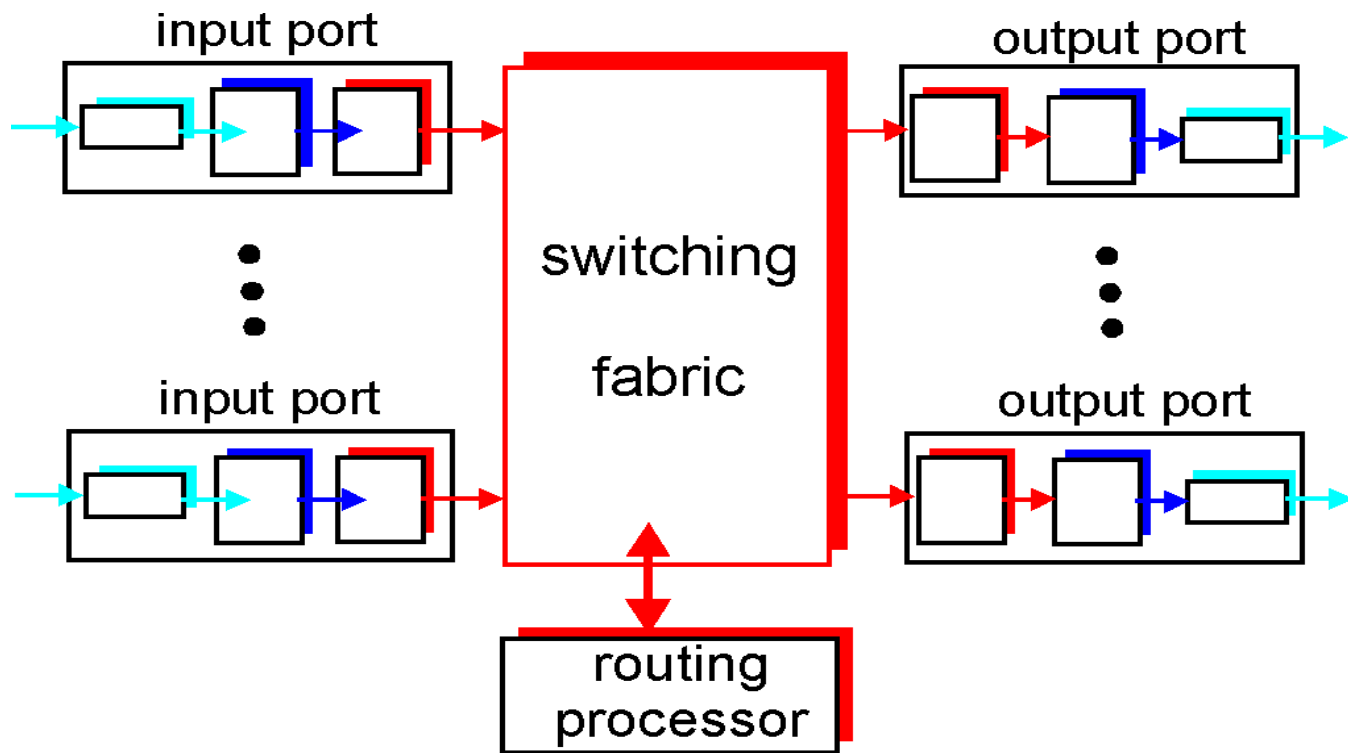 input port
output port
switching
fabric
input port
output port
routing
processor